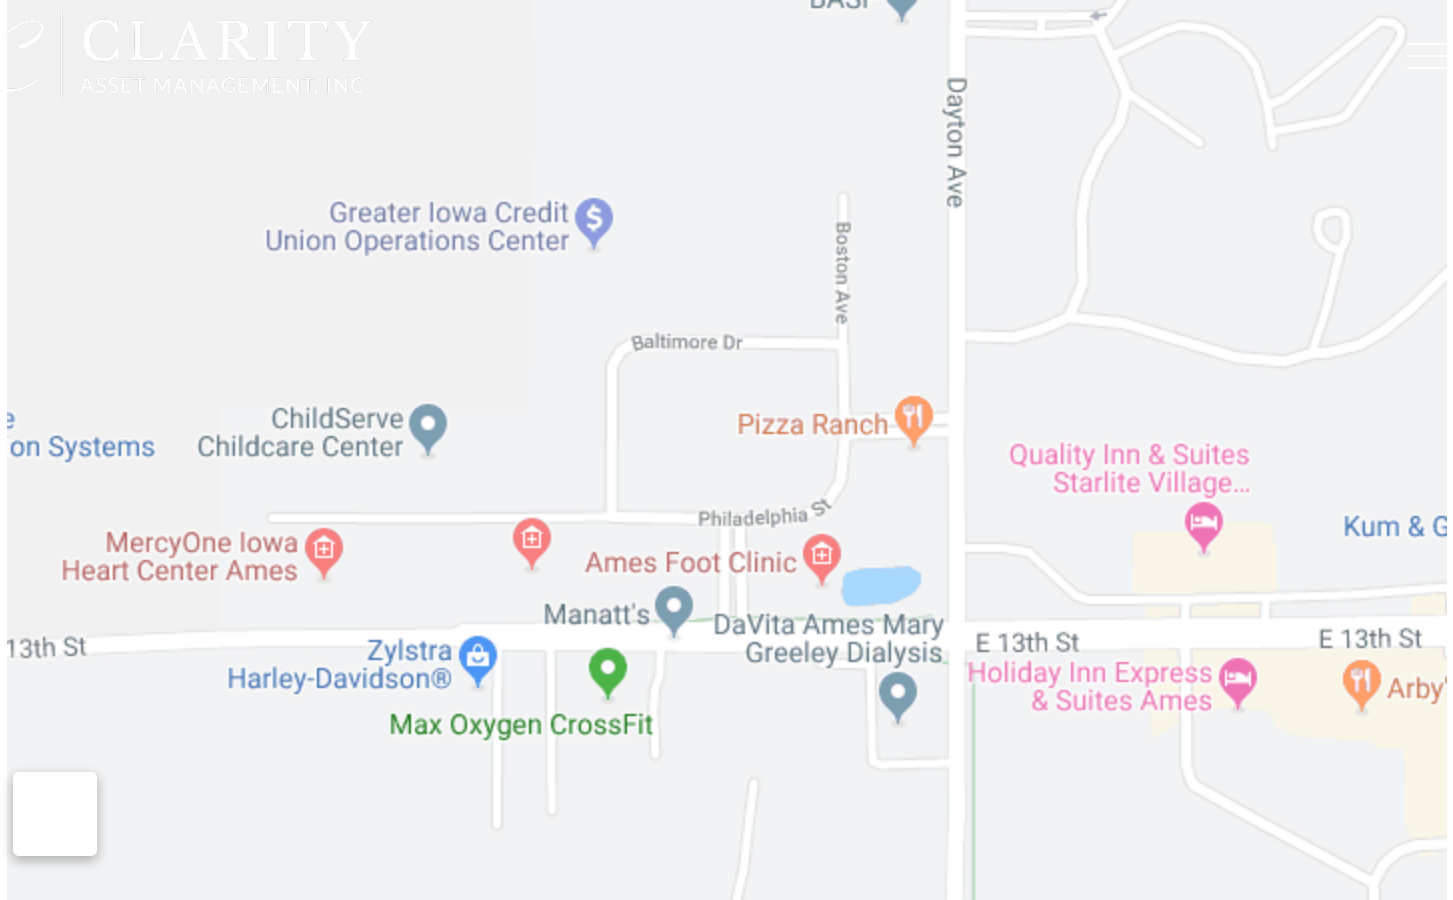 BASF
CLARITY
ASSET MANAGEMENT, INC.
Dayton Ave
Greater Iowa Credit
Union Operations Center
Boston Ave
Baltimore Dr
ChildServe
Childcare Center
e
on Systems
Pizza Ranch
Quality Inn & Suites
Starlite Village...
Philadelphia St
Kum & G
MercyOne Iowa
Heart Center Ames
Ames Foot Clinic
Manatt's
DaVita Ames Mary
Greeley Dialysis
13th St
E 13th St
E 13th St
Zylstra
Harley-Davidson®
Holiday Inn Express
& Suites Ames
Arby'
Max Oxygen CrossFit